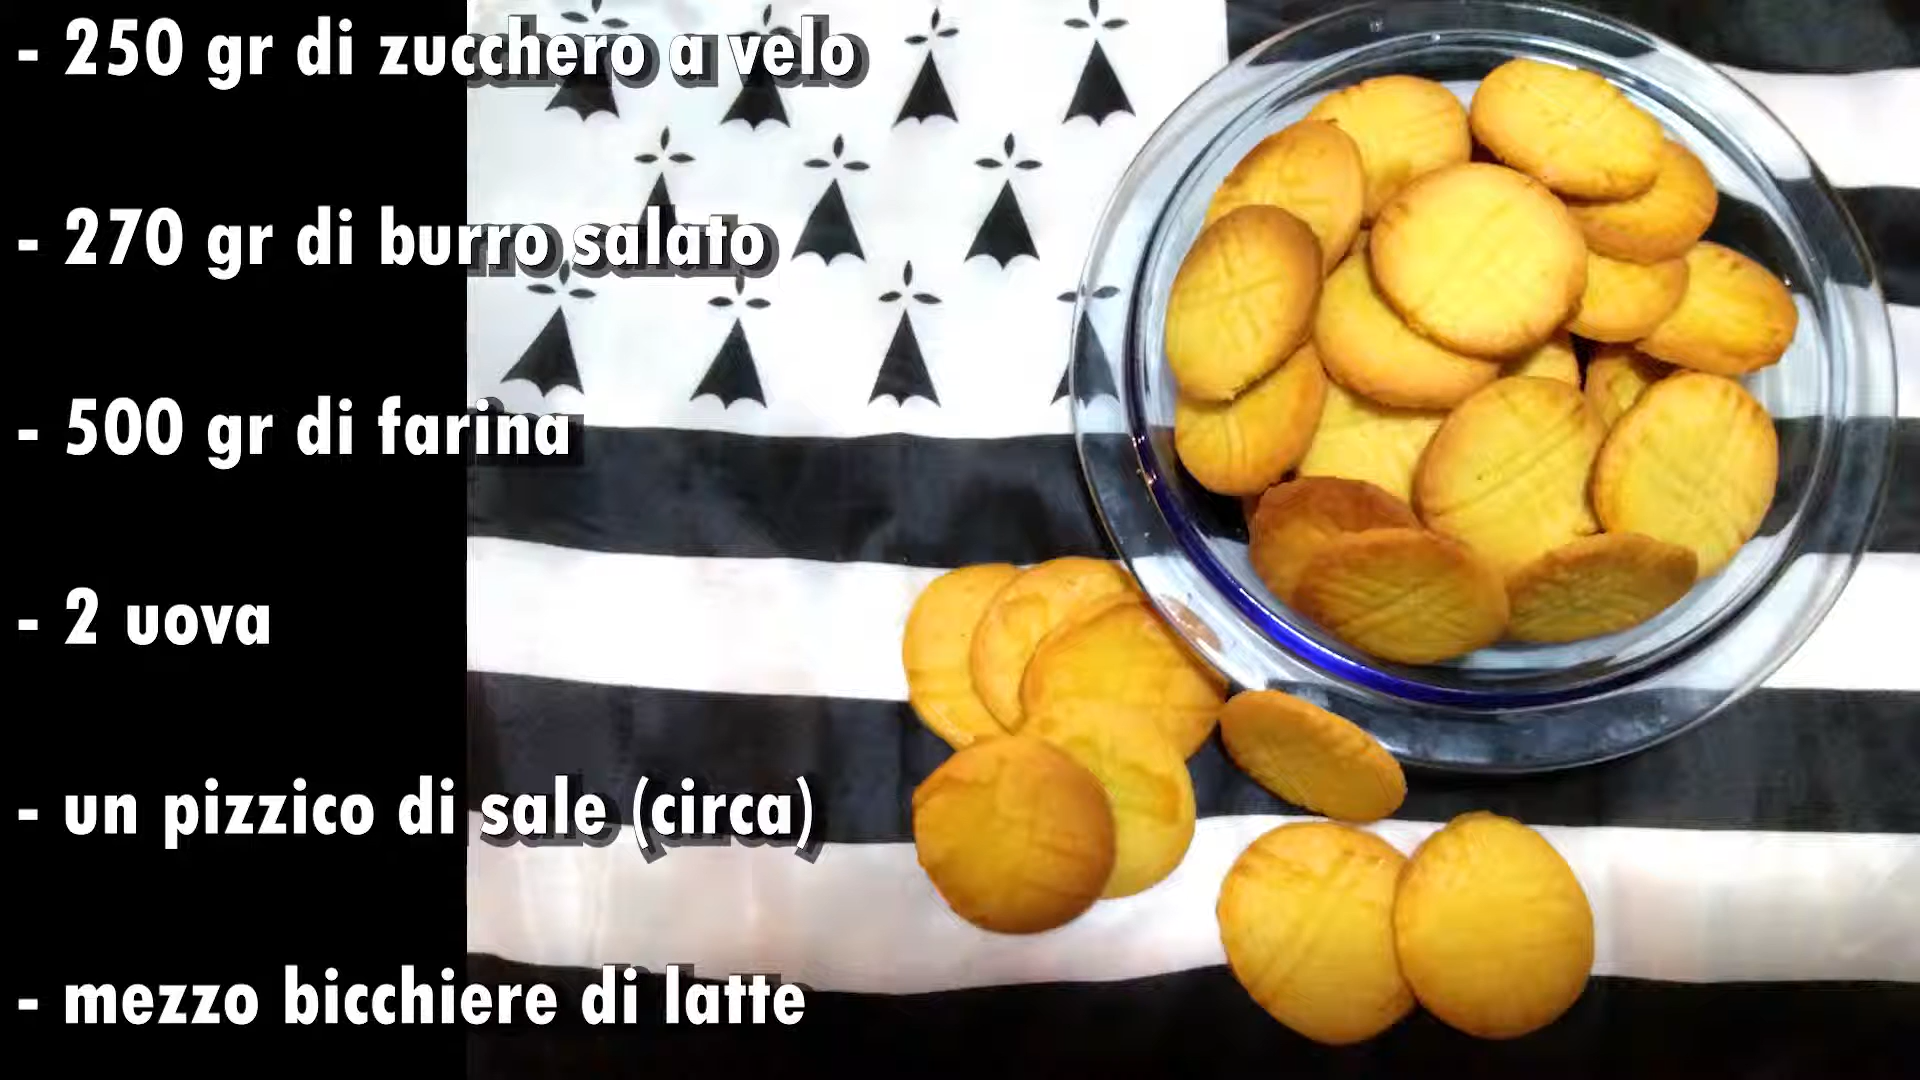 - 250 gr di zucchero a velo
- 270 gr di burro salato
- 500 gr di farina
- 2 uova
- un pizzico di sale (circa)
- mezzo bicchiere di latte